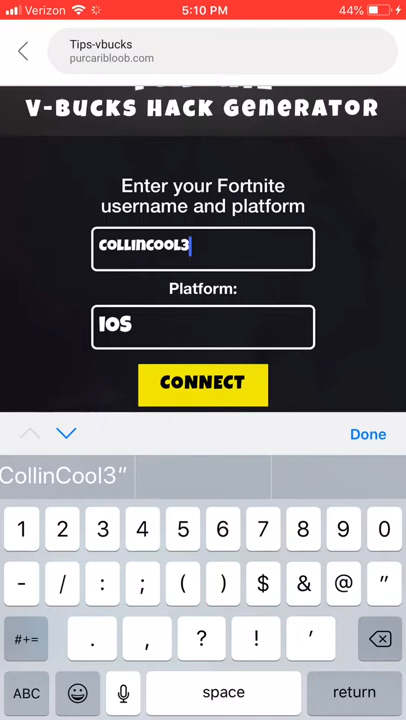 Verizon 5:10 PM 44%
Tips-vbucks
purcaribloob.com
V-Bucks Hack Generator
Enter your Fortnite
username and platform
CollinCool3
Platform:
IOS
CONNECT
Done
CollinCool3"
1 2 3 4 5 6 7 8 9 0
- / : ; ( ) $ & @ "
#+= . , ? ! '
ABC space return